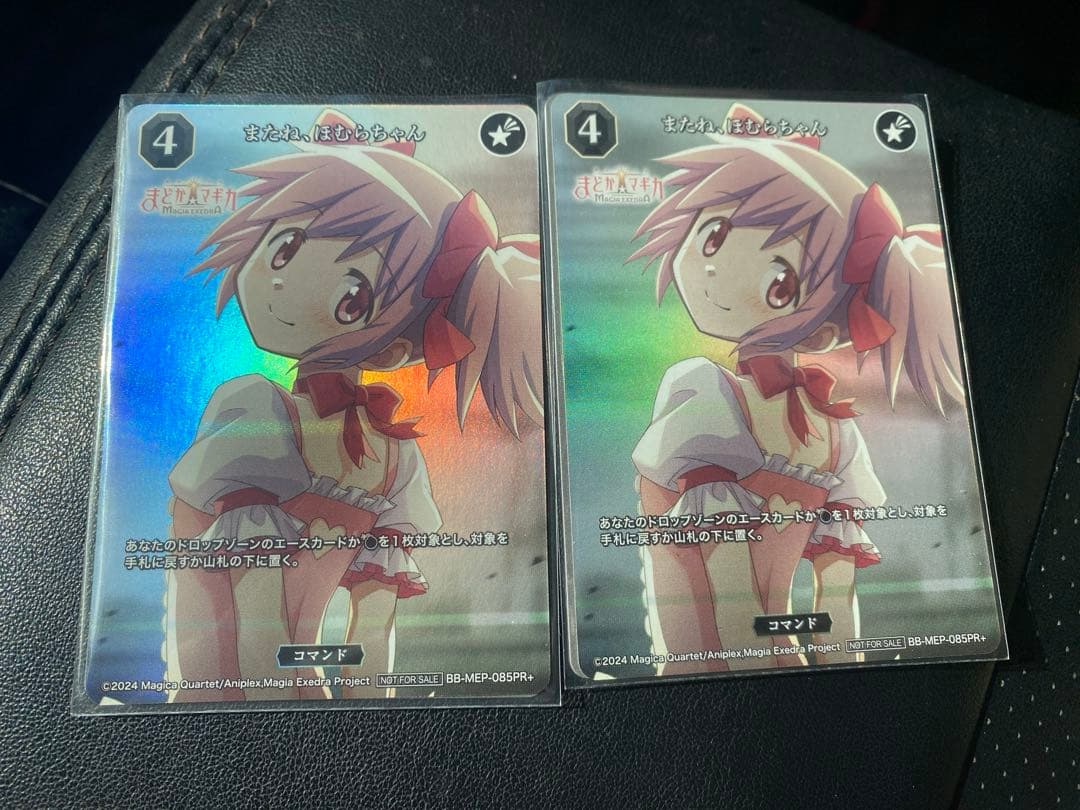 4
またね、ほむらちゃん
まどかマギカ
MAGIA EXEDRA
あなたのドロップゾーンのエースカードか●を1枚対象とし、対象を
手札に戻すか山札の下に置く。
コマンド
©2024 Magica Quartet/Aniplex,Magia Exedra Project NOT FOR SALE BB-MEP-085PR+
4
またね、ほむらちゃん
まどかマギカ
MAGIA EXEDRA
あなたのドロップゾーンのエースカードか●を1枚対象とし、対象を
手札に戻すか山札の下に置く。
コマンド
©2024 Magica Quartet/Aniplex,Magia Exedra Project NOT FOR SALE BB-MEP-085PR+